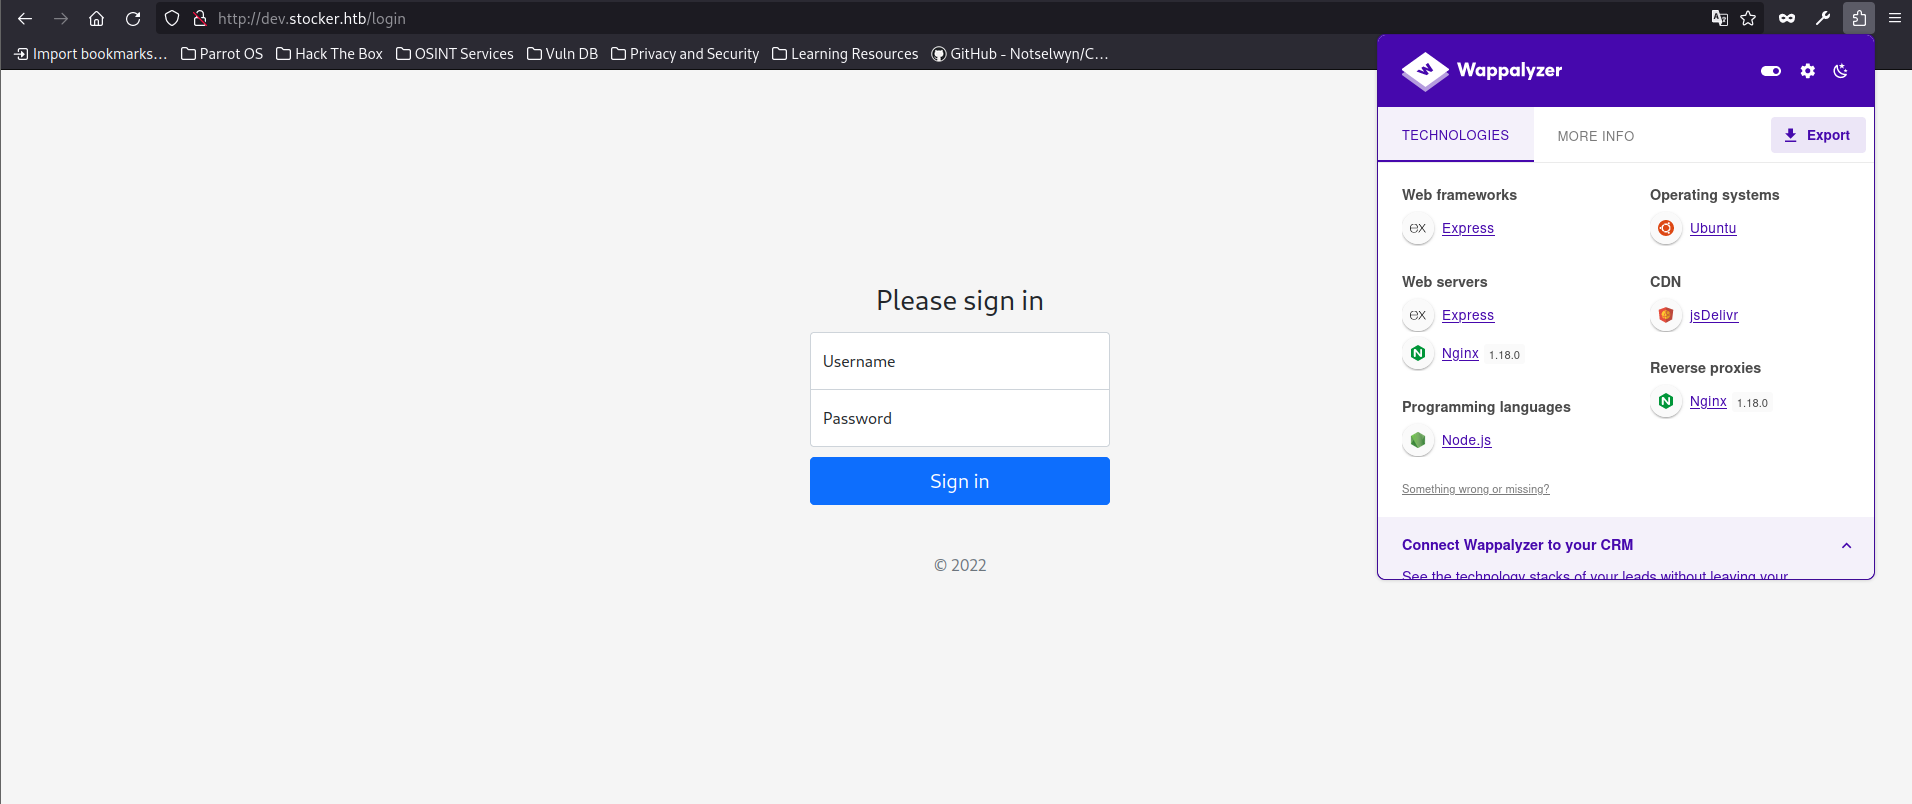 http://dev.stocker.htb/login
Import bookmarks... Parrot OS Hack The Box OSINT Services Vuln DB Privacy and Security Learning Resources GitHub - Notselwyn/C...
Please sign in
Username
Password
Sign in
© 2022
Wappalyzer
TECHNOLOGIES MORE INFO Export
Web frameworks
ex Express
Web servers
ex Express
Nginx 1.18.0
Programming languages
Node.js
Something wrong or missing?
Operating systems
Ubuntu
CDN
jsDelivr
Reverse proxies
Nginx 1.18.0
Connect Wappalyzer to your CRM
See the technology stacks of your leads without leaving your